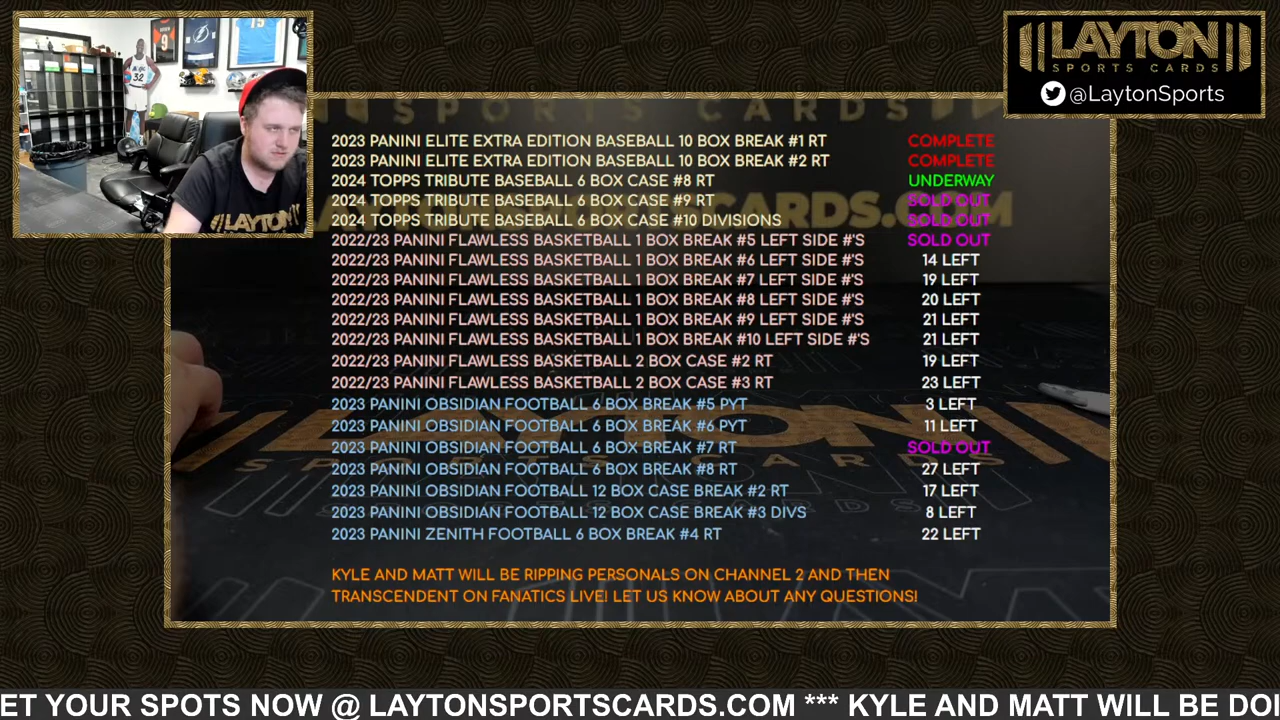 LAYTON
SPORTS CARDS
@LaytonSports
SPORTS CARDS
2023 PANINI ELITE EXTRA EDITION BASEBALL 10 BOX BREAK #1 RT COMPLETE
2023 PANINI ELITE EXTRA EDITION BASEBALL 10 BOX BREAK #2 RT COMPLETE
2024 TOPPS TRIBUTE BASEBALL 6 BOX CASE #8 RT UNDERWAY
2024 TOPPS TRIBUTE BASEBALL 6 BOX CASE #9 RT SOLD OUT
2024 TOPPS TRIBUTE BASEBALL 6 BOX CASE #10 DIVISIONS SOLD OUT
2022/23 PANINI FLAWLESS BASKETBALL 1 BOX BREAK #5 LEFT SIDE #'S SOLD OUT
2022/23 PANINI FLAWLESS BASKETBALL 1 BOX BREAK #6 LEFT SIDE #'S 14 LEFT
2022/23 PANINI FLAWLESS BASKETBALL 1 BOX BREAK #7 LEFT SIDE #'S 19 LEFT
2022/23 PANINI FLAWLESS BASKETBALL 1 BOX BREAK #8 LEFT SIDE #'S 20 LEFT
2022/23 PANINI FLAWLESS BASKETBALL 1 BOX BREAK #9 LEFT SIDE #'S 21 LEFT
2022/23 PANINI FLAWLESS BASKETBALL 1 BOX BREAK #10 LEFT SIDE #'S 21 LEFT
2022/23 PANINI FLAWLESS BASKETBALL 2 BOX CASE #2 RT 19 LEFT
2022/23 PANINI FLAWLESS BASKETBALL 2 BOX CASE #3 RT 23 LEFT
2023 PANINI OBSIDIAN FOOTBALL 6 BOX BREAK #5 PYT 3 LEFT
2023 PANINI OBSIDIAN FOOTBALL 6 BOX BREAK #6 PYT 11 LEFT
2023 PANINI OBSIDIAN FOOTBALL 6 BOX BREAK #7 RT SOLD OUT
2023 PANINI OBSIDIAN FOOTBALL 6 BOX BREAK #8 RT 27 LEFT
2023 PANINI OBSIDIAN FOOTBALL 12 BOX CASE BREAK #2 RT 17 LEFT
2023 PANINI OBSIDIAN FOOTBALL 12 BOX CASE BREAK #3 DIVS 8 LEFT
2023 PANINI ZENITH FOOTBALL 6 BOX BREAK #4 RT 22 LEFT
KYLE AND MATT WILL BE RIPPING PERSONALS ON CHANNEL 2 AND THEN
TRANSCENDENT ON FANATICS LIVE! LET US KNOW ABOUT ANY QUESTIONS!
ET YOUR SPOTS NOW @ LAYTONSPORTSCARDS.COM *** KYLE AND MATT WILL BE DOI